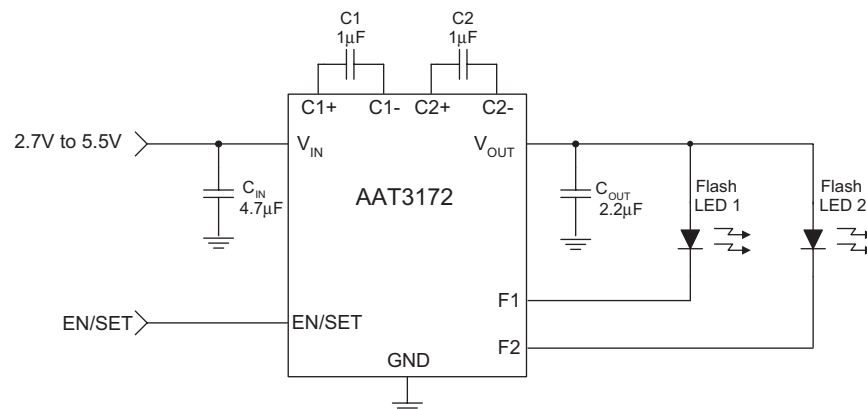 C1
1µF
C2
1µF
C1+
C1-
C2+
C2-
2.7V to 5.5V
VIN
VOUT
AAT3172
CIN
4.7µF
COUT
2.2µF
Flash
LED 1
Flash
LED 2
F1
EN/SET
EN/SET
F2
GND